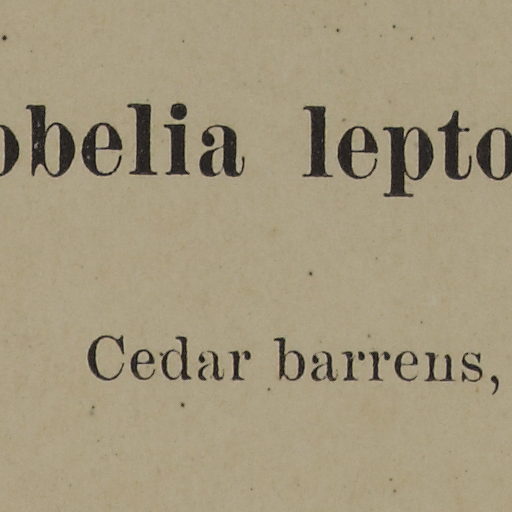 obelia lepto
Cedar barrens,